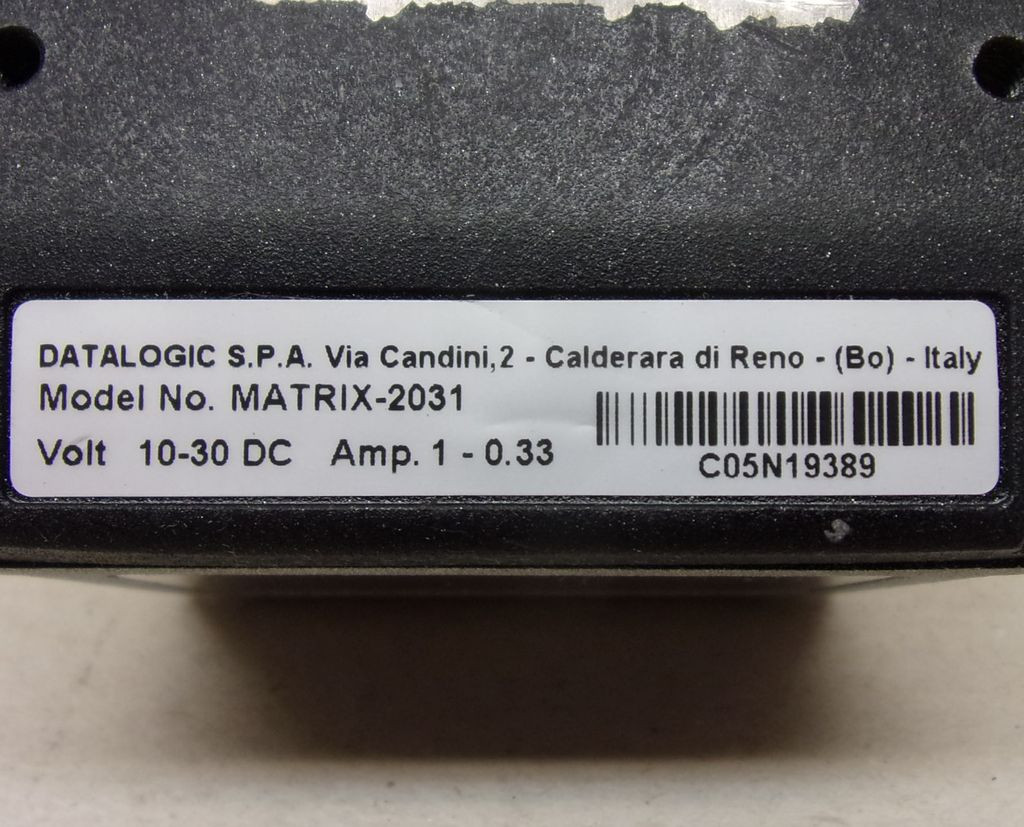 DATALOGIC S.P.A. Via Candini,2 - Calderara di Reno - (Bo) - Italy
Model No. MATRIX-2031
Volt 10-30 DC Amp. 1 - 0.33
C05N19389